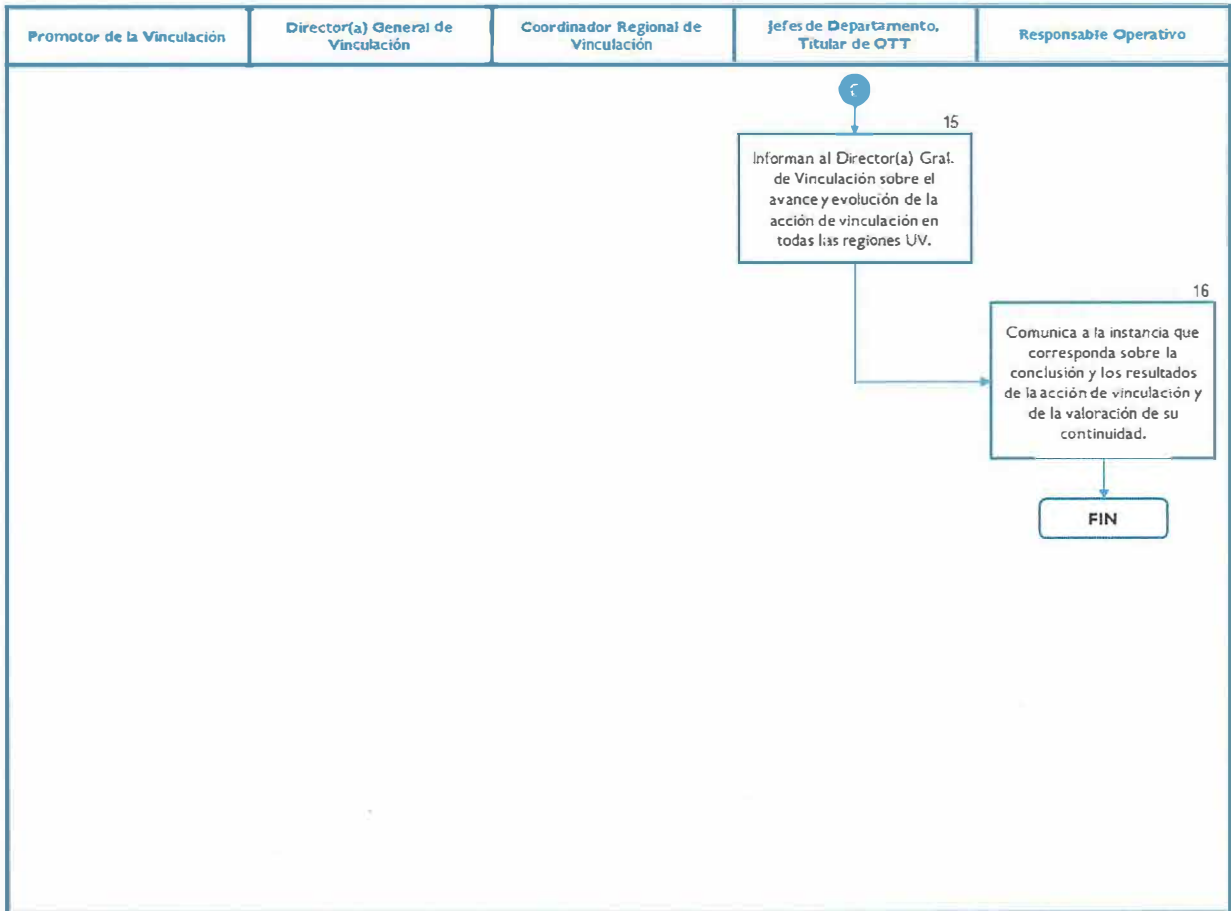 Promotor de la Vinculación
Director(a) General de
Vinculación
Coordinador Regional de
Vinculación
Jefes de Departamento,
Titular de OTT
Responsable Operativo
15
Informan al Director(a) Gral.
de Vinculación sobre el
avance y evolución de la
acción de vinculación en
todas las regiones UV.
16
Comunica a la instancia que
corresponda sobre la
conclusión y los resultados
de la acción de vinculación y
de la valoración de su
continuidad.
FIN